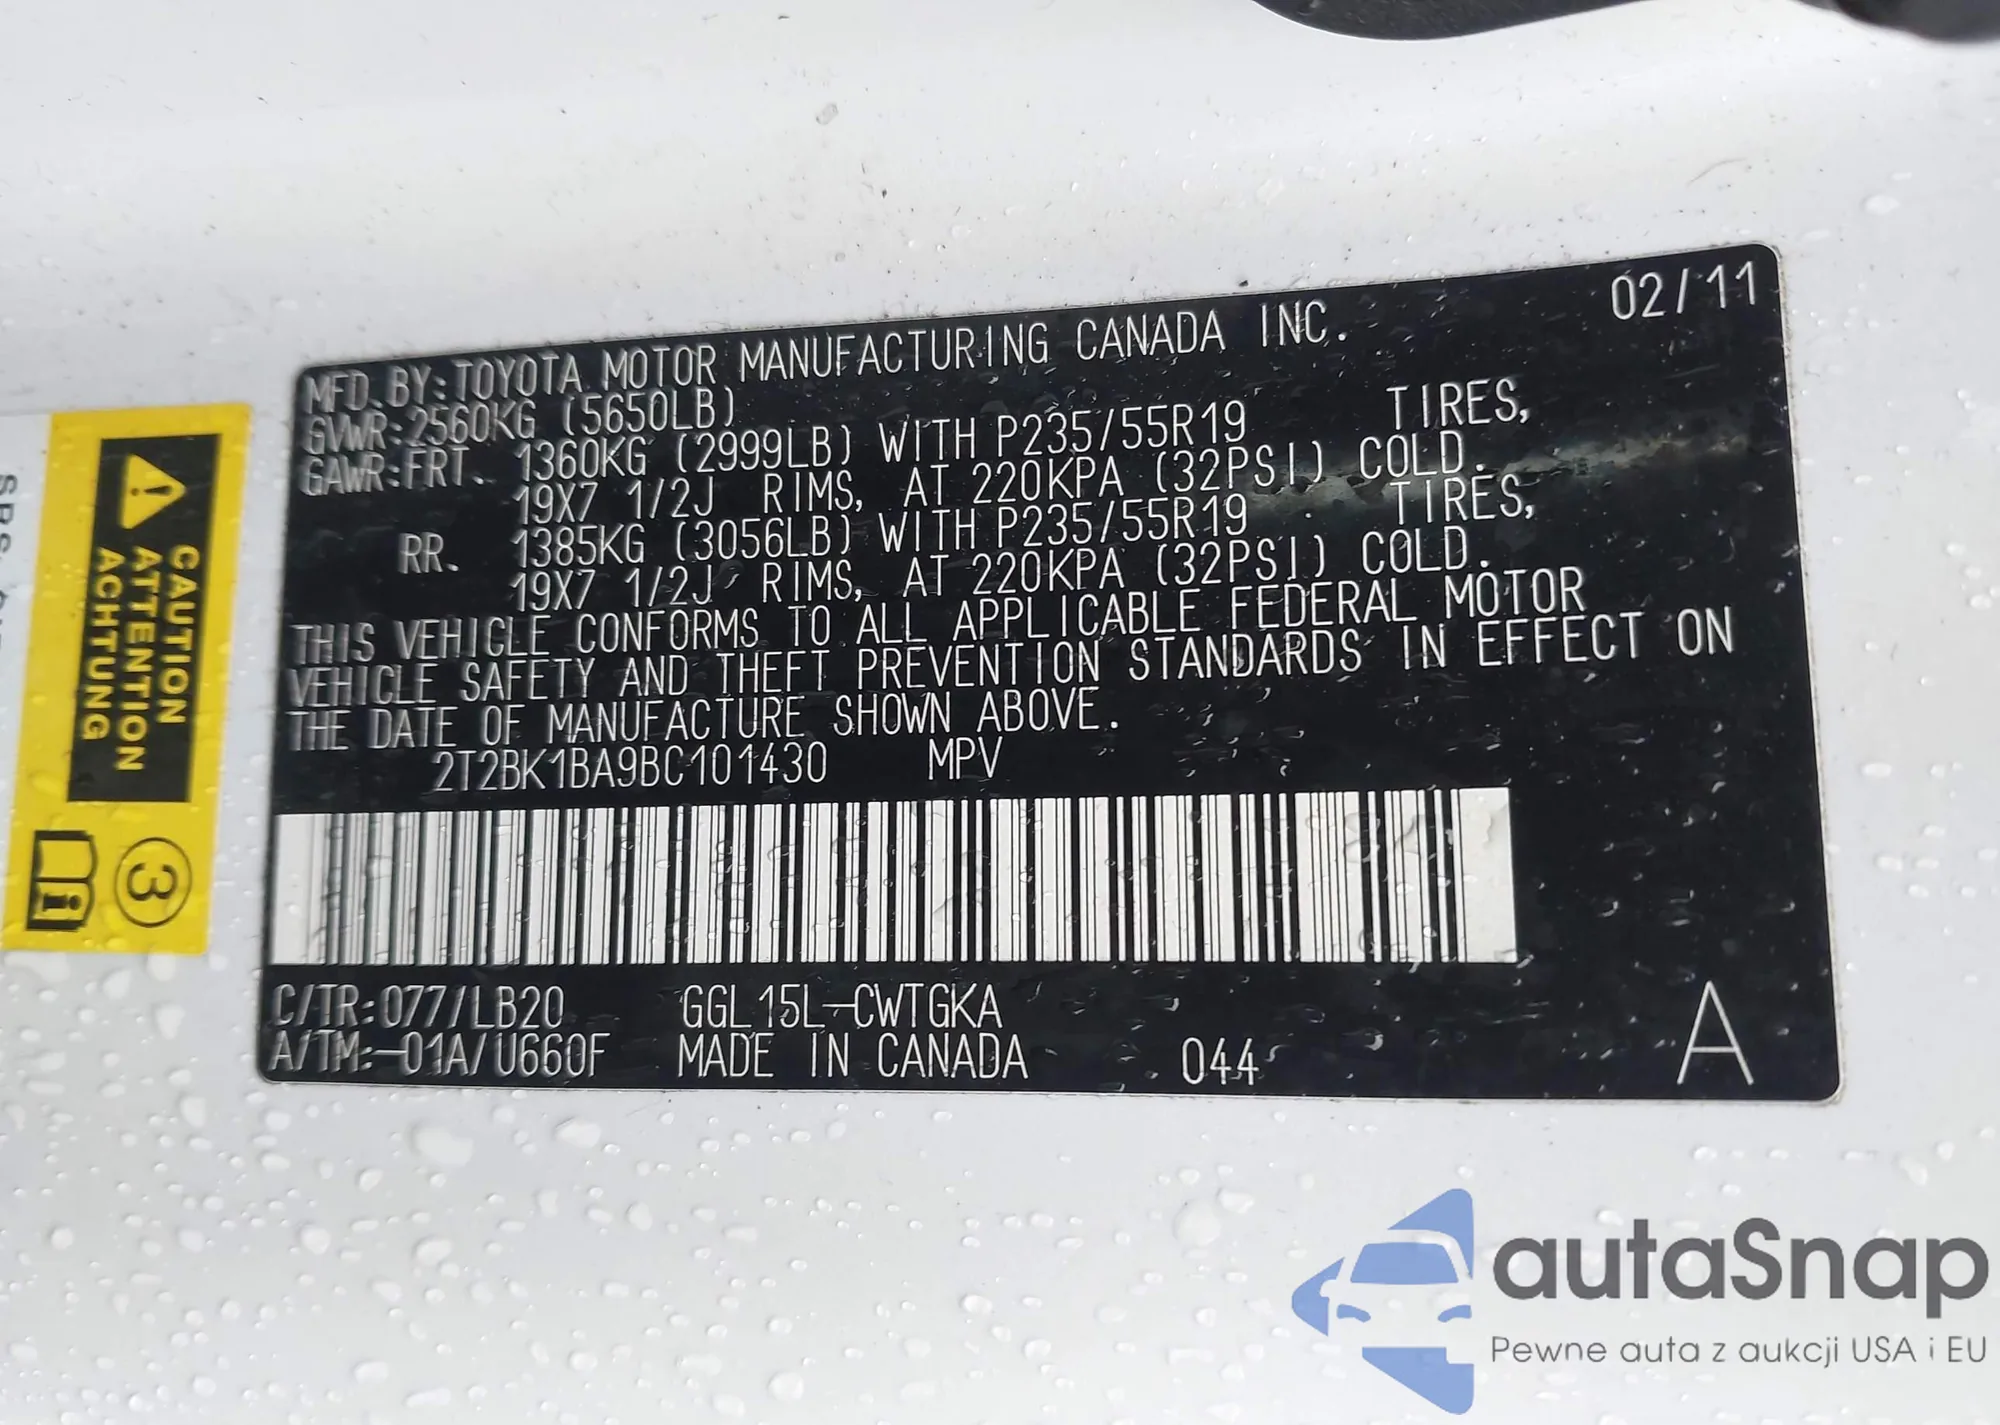 02/11
MFD. BY: TOYOTA MOTOR MANUFACTURING CANADA INC.
GVWR: 2560KG (5650LB)
GAWR: FRT. 1360KG (2999LB) WITH P235/55R19 TIRES,
19X7 1/2J RIMS, AT 220KPA (32PSI) COLD.
RR. 1385KG (3056LB) WITH P235/55R19 TIRES,
19X7 1/2J RIMS, AT 220KPA (32PSI) COLD.
THIS VEHICLE CONFORMS TO ALL APPLICABLE FEDERAL MOTOR
VEHICLE SAFETY AND THEFT PREVENTION STANDARDS IN EFFECT ON
THE DATE OF MANUFACTURE SHOWN ABOVE.
2T2BK1BA9BC101430 MPV
C/TR: 077/LB20 GGL15L-CWTGKA
A/TM: -01A/U660F MADE IN CANADA 044 A
CAUTION
ATTENTION
ACHTUNG
3
autaSnap
Pewne auta z aukcji USA i EU